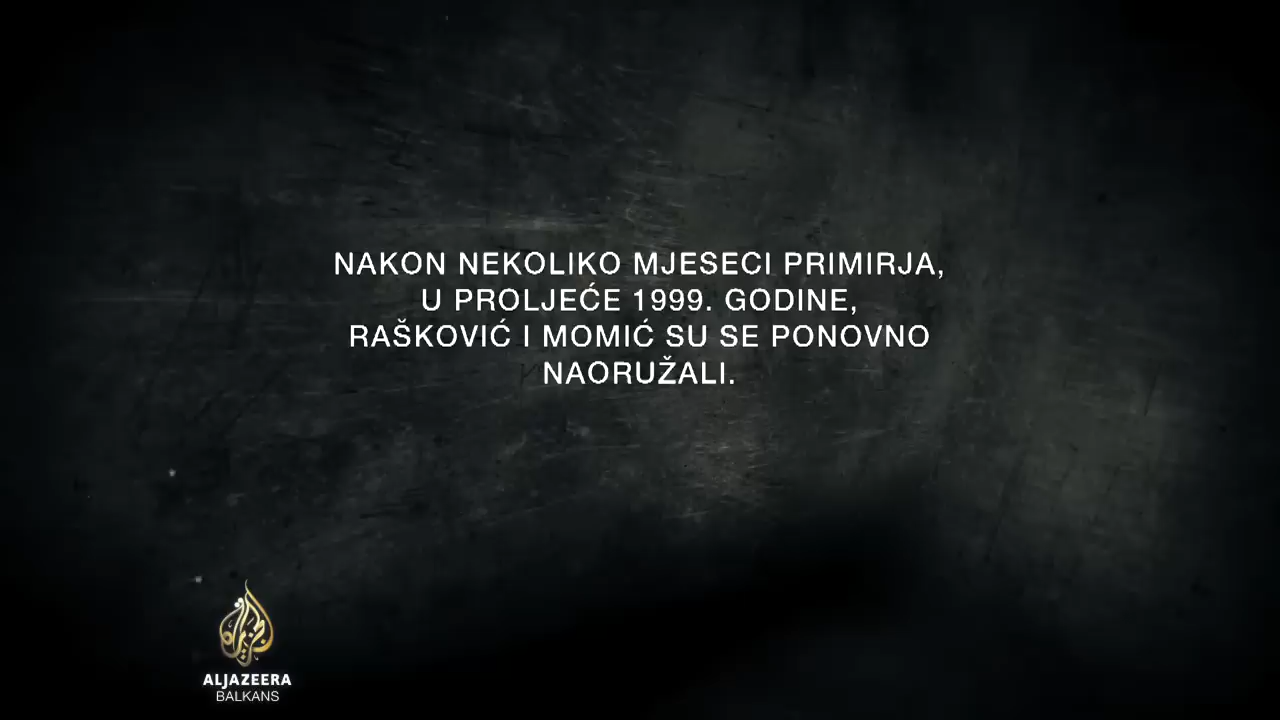 NAKON NEKOLIKO MJESECI PRIMIRJA,
U PROLJEĆE 1999. GODINE,
RAŠKOVIĆ I MOMIĆ SU SE PONOVNO
NAORUŽALI.
ALJAZEERA
BALKANS